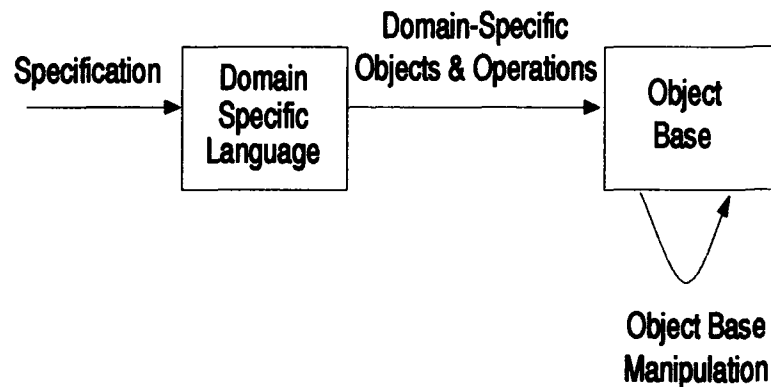 Specification
Domain
Specific
Language
Domain-Specific
Objects & Operations
Object
Base
Object Base
Manipulation